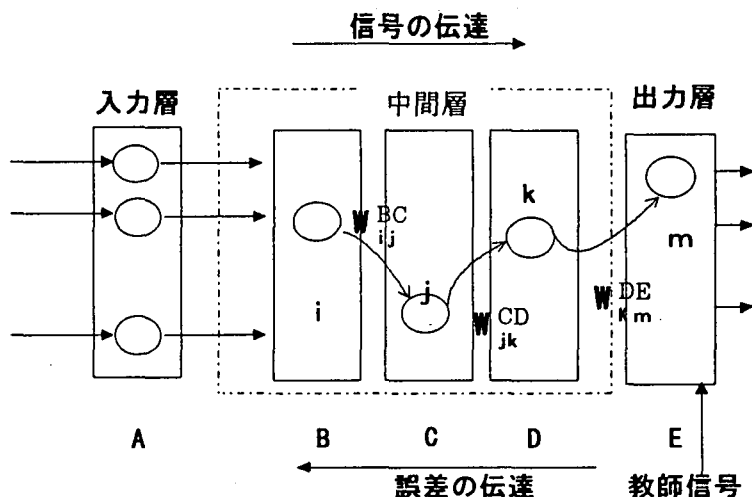 信号の伝達
入力層
中間層
出力層
k
W BC ij
j
m
i
W CD jk
W DE Km
A B C D E
誤差の伝達
教師信号